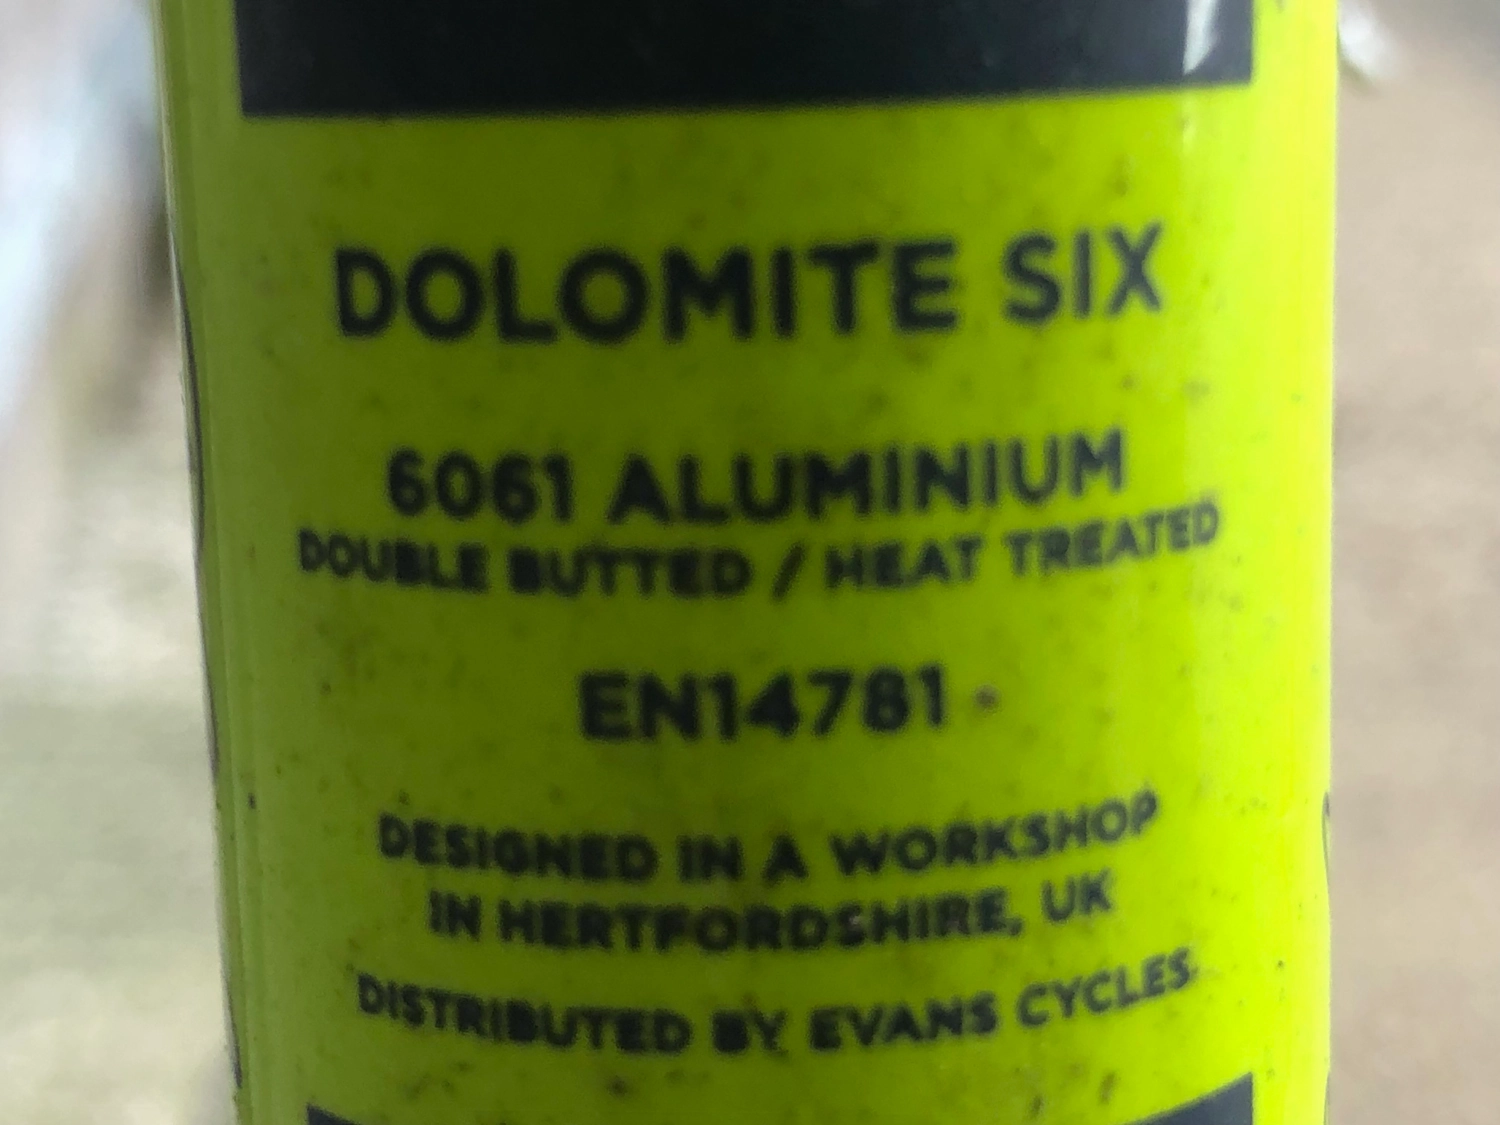 DOLOMITE SIX
6061 ALUMINIUM
DOUBLE BUTTED / HEAT TREATED
EN14781
DESIGNED IN A WORKSHOP
IN HERTFORDSHIRE, UK
DISTRIBUTED BY EVANS CYCLES